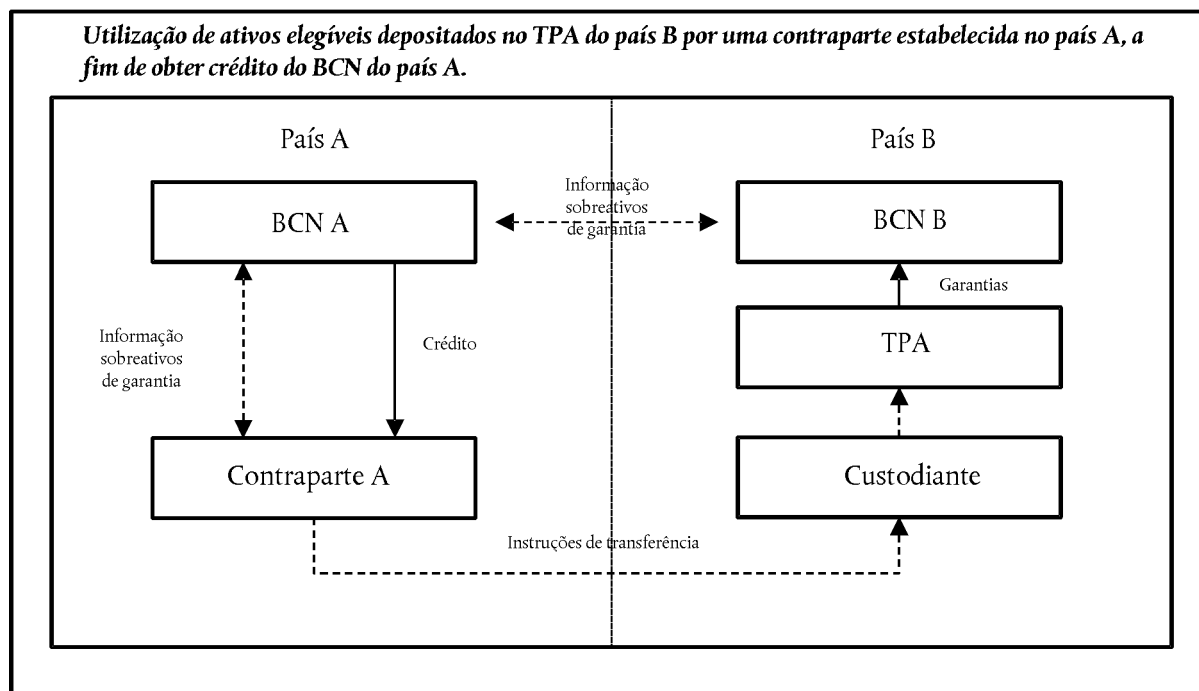 Utilização de ativos elegíveis depositados no TPA do país B por uma contraparte estabelecida no país A, a
fim de obter crédito do BCN do país A.
País A
País B
BCN A
Informação
sobreativos
de garantia
BCN B
Garantias
Informação
sobreativos
de garantia
Crédito
TPA
Contraparte A
Custodiante
Instruções de transferência